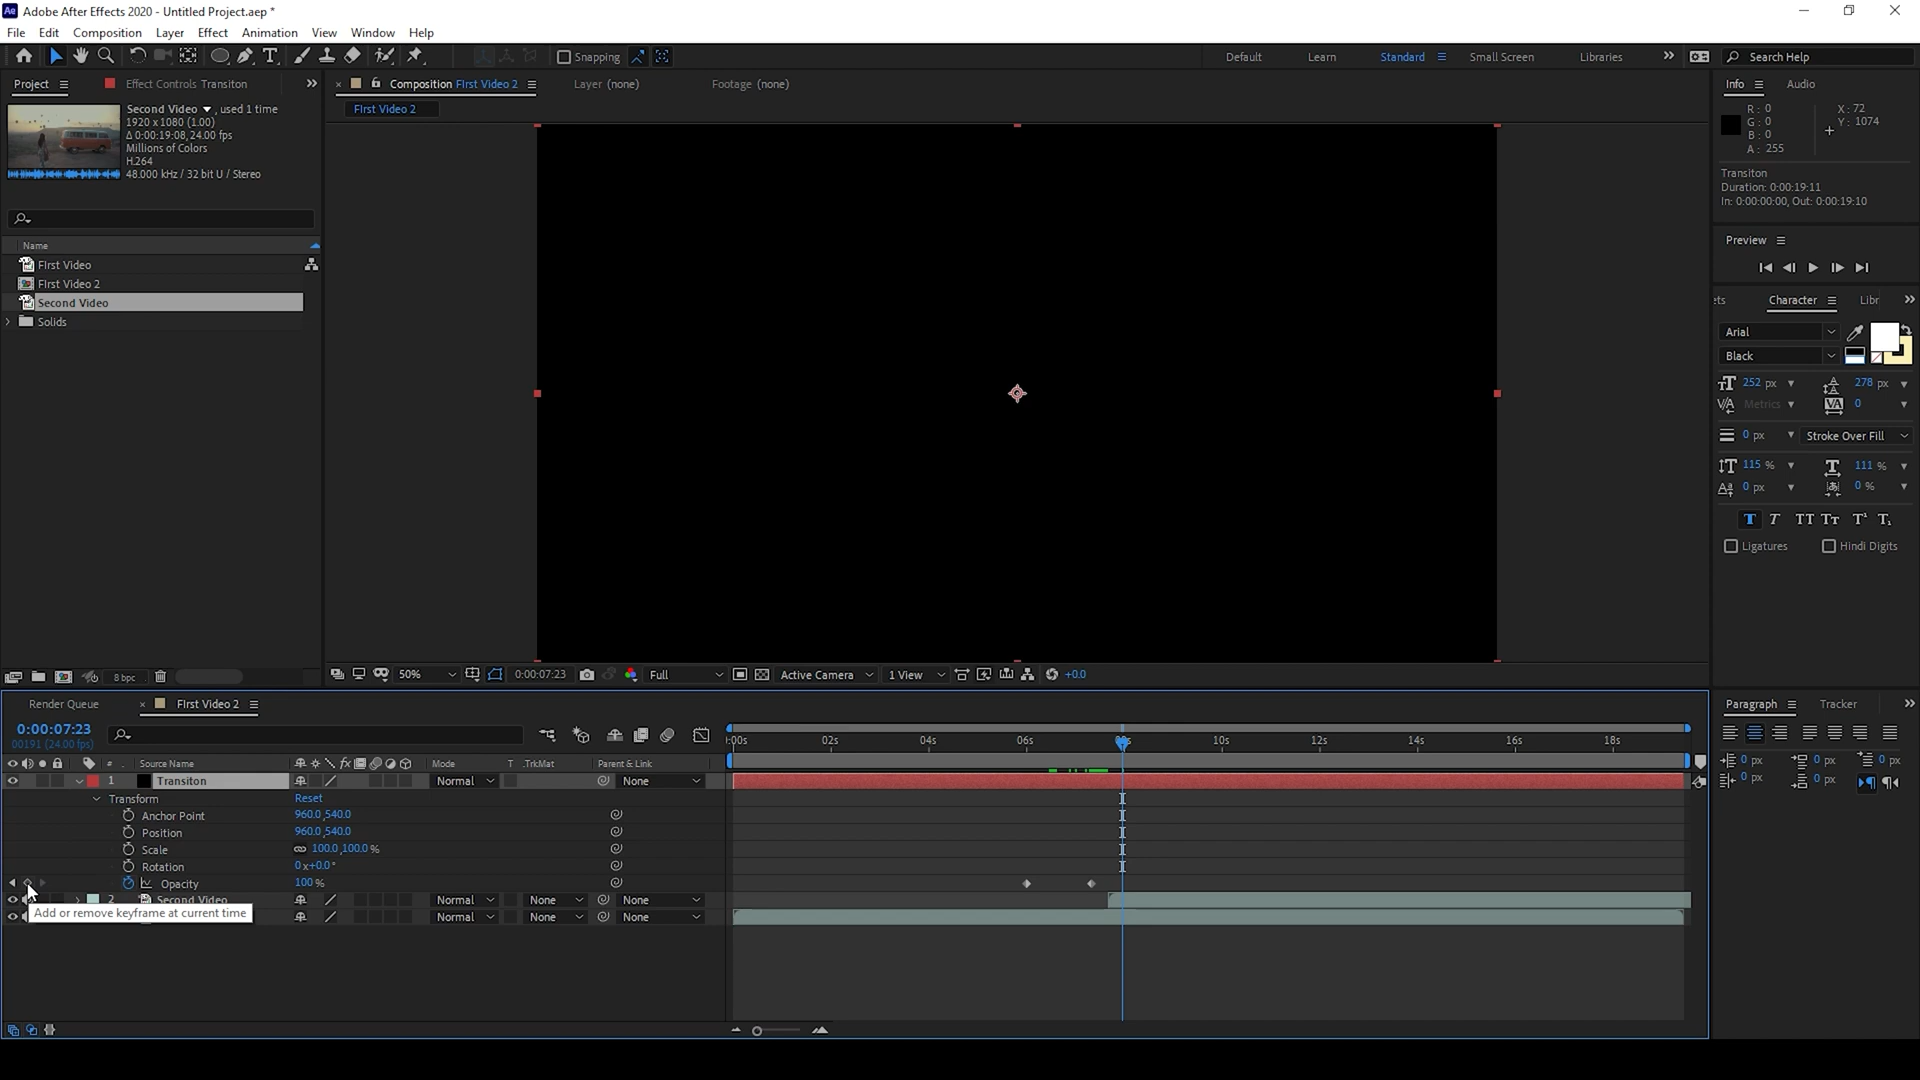 Adobe After Effects 2020 - Untitled Project.aep *
File Edit Composition Layer Effect Animation View Window Help
Snapping
Default Learn Standard Small Screen Libraries Search Help
Project Effect Controls Transiton
Composition FIrst Video 2 Layer (none) Footage (none)
Info Audio
FIrst Video 2
Second Video , used 1 time
1920 x 1080 (1.00)
Δ 0:00:19:08, 24.00 fps
Millions of Colors
H.264
48.000 kHz / 32 bit U / Stereo
R: 0
G: 0
B: 0
A: 255
X: 72
Y: 1074
Transiton
Duration: 0:00:19:11
In: 0:00:00:00, Out: 0:00:19:10
Preview
Name
FIrst Video
FIrst Video 2
Second Video
Solids
ets Character Libr
Arial
Black
252 px 278 px
Metrics 0
0 px Stroke Over Fill
115 % 111 %
0 px 0 %
T T TT Tt T¹ T₁
Ligatures Hindi Digits
8 bpc
50% 0:00:07:23 Full Active Camera 1 View +0.0
Render Queue FIrst Video 2
0:00:07:23
00191 (24.00 fps)
:00s 02s 04s 06s 10s 12s 14s 16s 18s
# Source Name Mode T .TrkMat Parent & Link
1 Transiton Normal None
Transform Reset
Anchor Point 960.0,540.0
Position 960.0,540.0
Scale 100.0,100.0 %
Rotation 0 x+0.0 °
Opacity 100 %
2 Second Video Normal None None
Normal None None
Add or remove keyframe at current time
Paragraph Tracker
0 px 0 px 0 px
0 px 0 px